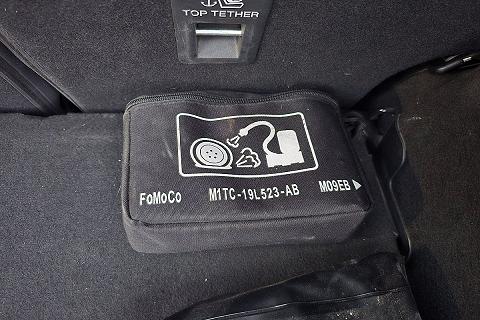 TOP TETHER
FoMoCo M1TC-19L523-AB M09EB